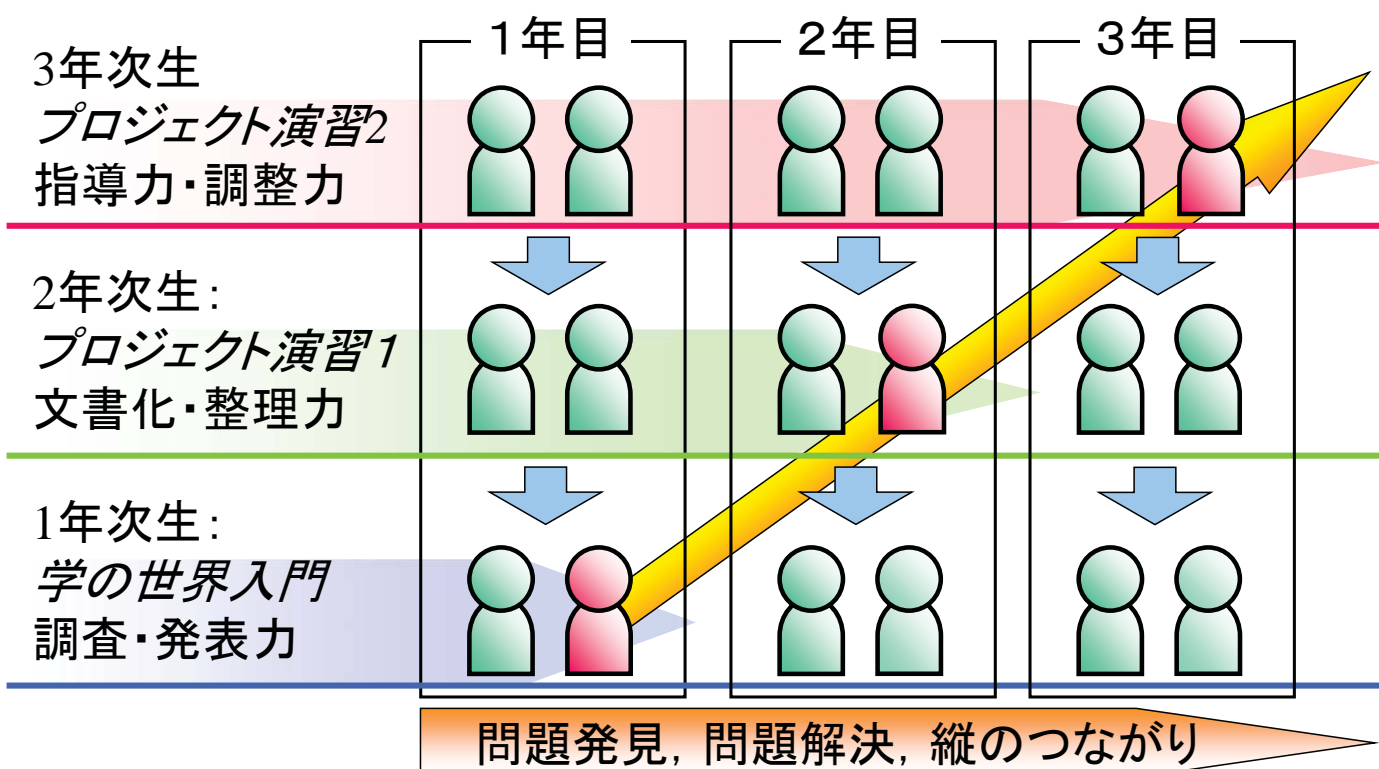 1年目
2年目
3年目
3年次生
プロジェクト演習2
指導力・調整力
2年次生:
プロジェクト演習1
文書化・整理力
1年次生:
学の世界入門
調査・発表力
問題発見, 問題解決, 縦のつながり